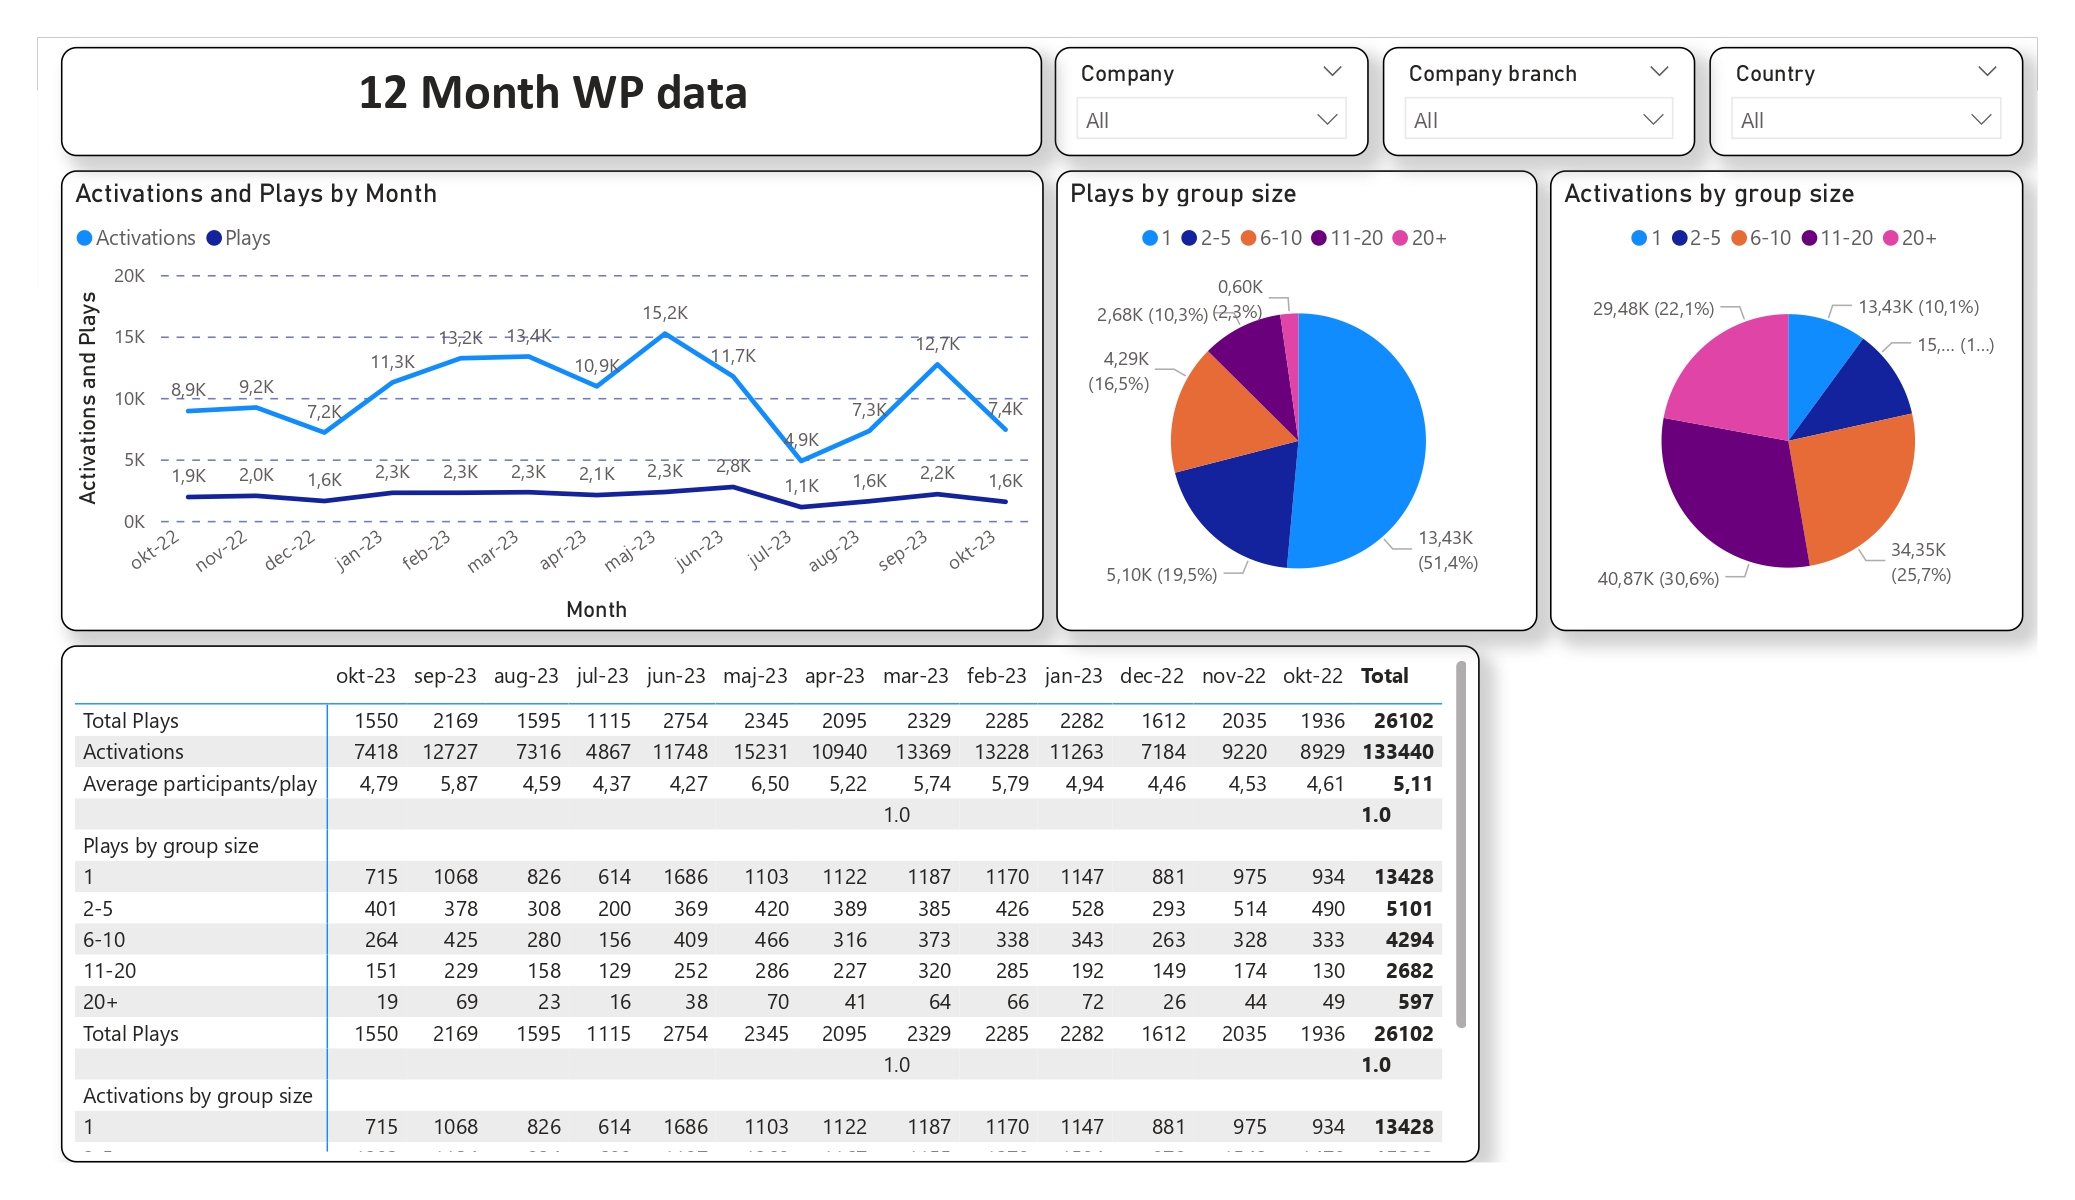 12 Month WP data
Company
All
Company branch
All
Country
All
Activations and Plays by Month
Activations Plays
Activations and Plays
20K
15K
10K
5K
0K
8,9K 9,2K 7,2K 11,3K 13,2K 13,4K 10,9K 15,2K 11,7K 4,9K 7,3K 12,7K 7,4K
1,9K 2,0K 1,6K 2,3K 2,3K 2,3K 2,1K 2,3K 2,8K 1,1K 1,6K 2,2K 1,6K
okt-22 nov-22 dec-22 jan-23 feb-23 mar-23 apr-23 maj-23 jun-23 jul-23 aug-23 sep-23 okt-23
Month
Plays by group size
1 2-5 6-10 11-20 20+
0,60K
(2,3%)
2,68K (10,3%)
4,29K
(16,5%)
5,10K (19,5%)
13,43K
(51,4%)
Activations by group size
1 2-5 6-10 11-20 20+
29,48K (22,1%)
13,43K (10,1%)
15,... (1...)
34,35K
(25,7%)
40,87K (30,6%)
okt-23 sep-23 aug-23 jul-23 jun-23 maj-23 apr-23 mar-23 feb-23 jan-23 dec-22 nov-22 okt-22 Total
Total Plays 1550 2169 1595 1115 2754 2345 2095 2329 2285 2282 1612 2035 1936 26102
Activations 7418 12727 7316 4867 11748 15231 10940 13369 13228 11263 7184 9220 8929 133440
Average participants/play 4,79 5,87 4,59 4,37 4,27 6,50 5,22 5,74 5,79 4,94 4,46 4,53 4,61 5,11
1.0 1.0
Plays by group size
1 715 1068 826 614 1686 1103 1122 1187 1170 1147 881 975 934 13428
2-5 401 378 308 200 369 420 389 385 426 528 293 514 490 5101
6-10 264 425 280 156 409 466 316 373 338 343 263 328 333 4294
11-20 151 229 158 129 252 286 227 320 285 192 149 174 130 2682
20+ 19 69 23 16 38 70 41 64 66 72 26 44 49 597
Total Plays 1550 2169 1595 1115 2754 2345 2095 2329 2285 2282 1612 2035 1936 26102
1.0 1.0
Activations by group size
1 715 1068 826 614 1686 1103 1122 1187 1170 1147 881 975 934 13428